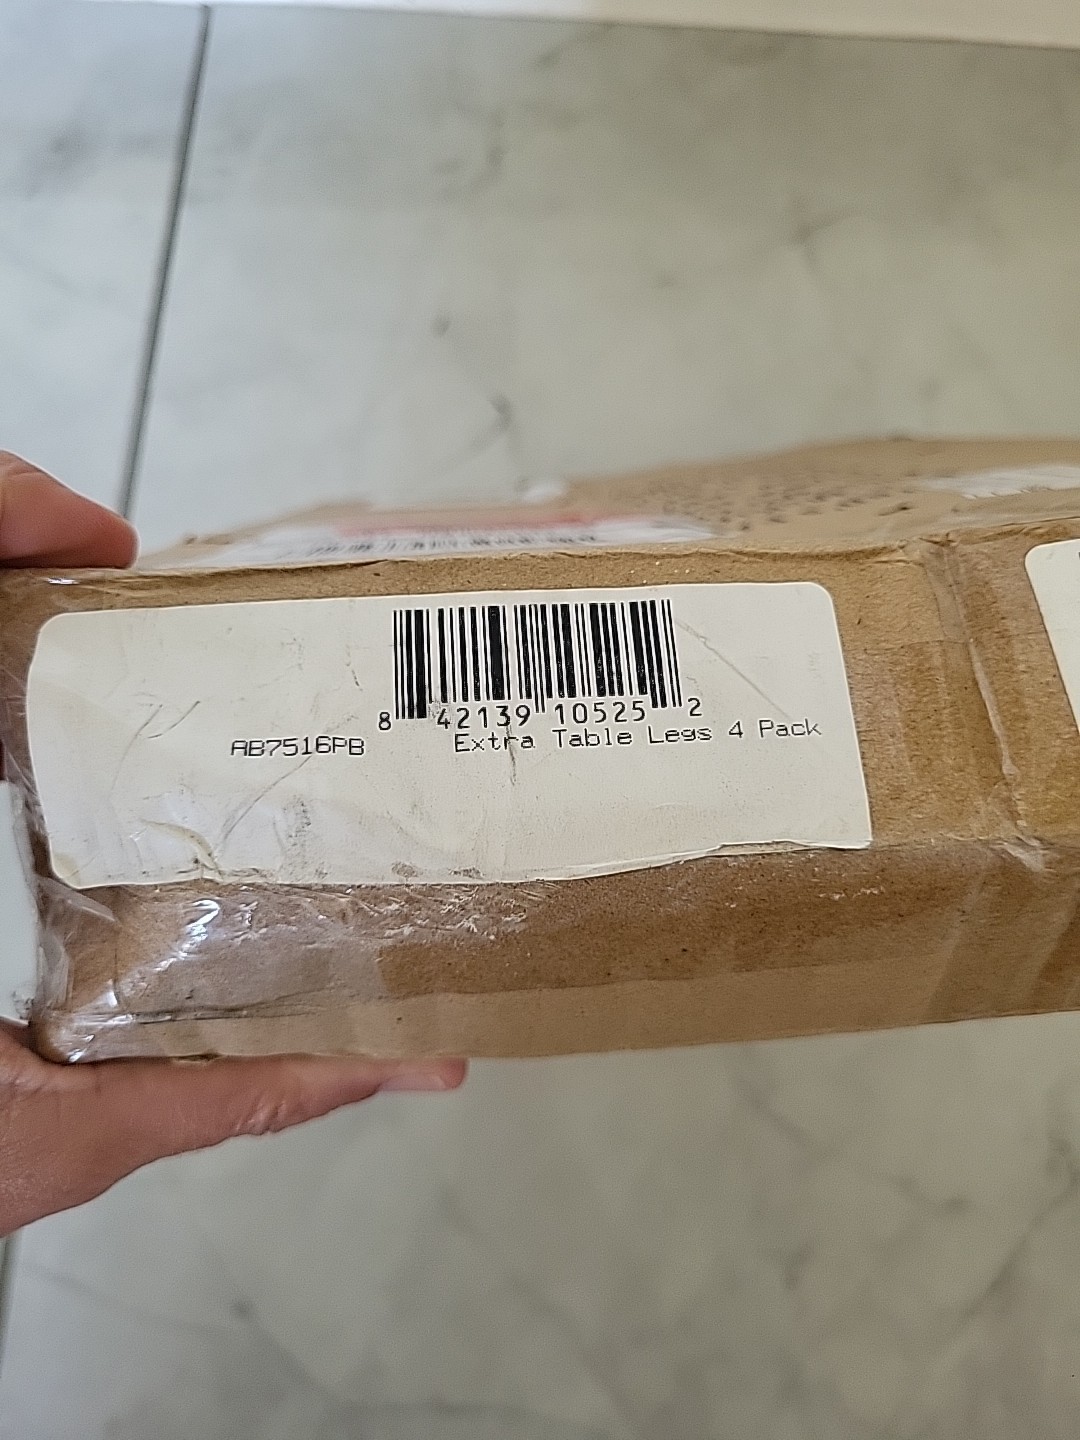 8 42139 10525 2
AB7516PB Extra Table Legs 4 Pack